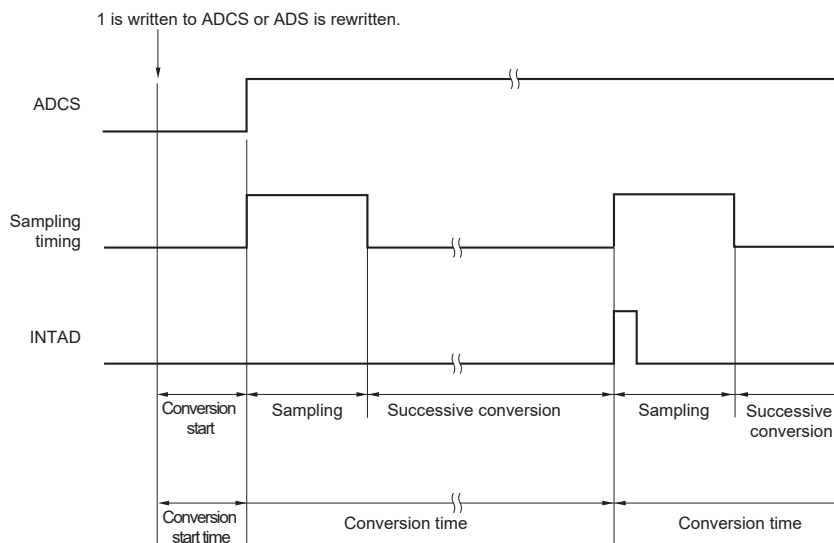 1 is written to ADCS or ADS is rewritten.
ADCS
Sampling
timing
INTAD
Conversion
start
Sampling
Successive conversion
Sampling
Successive
conversion
Conversion
start time
Conversion time
Conversion time